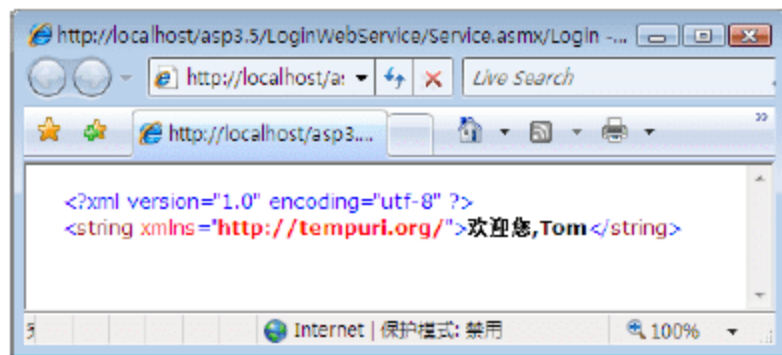 http://localhost/asp3.5/LoginWebService/Service.asmx/Login -...
http://localhost/a: Live Search
http://localhost/asp3....
<?xml version="1.0" encoding="utf-8" ?>
<string xmlns="http://tempuri.org/">欢迎您,Tom</string>
Internet | 保护模式: 禁用 100%